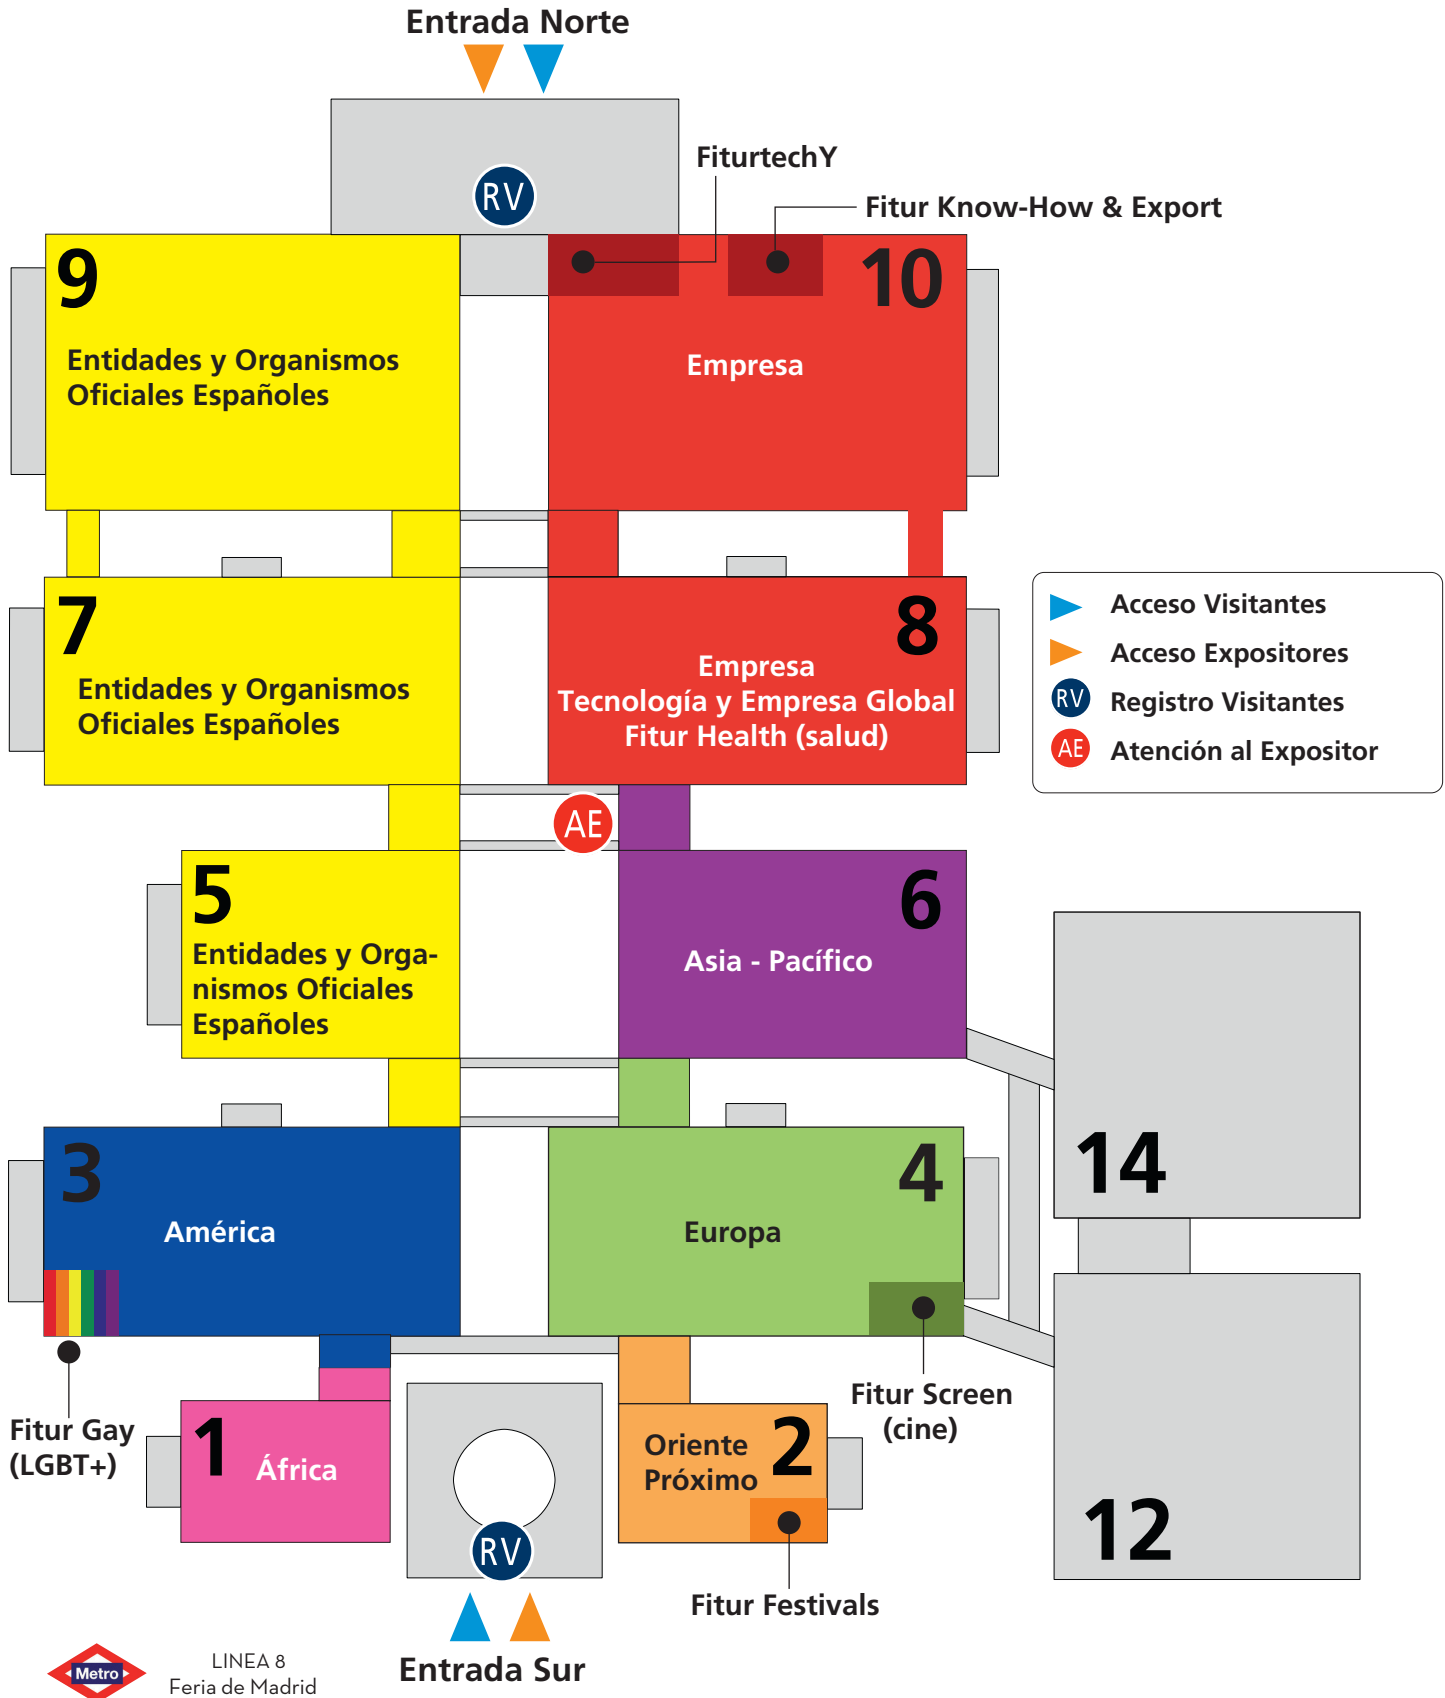 Entrada Norte
FiturtechY
Fitur Know-How & Export
RV
9
10
Entidades y Organismos
Oficiales Españoles
Empresa
7
8
Entidades y Organismos
Oficiales Españoles
Empresa
Tecnología y Empresa Global
Fitur Health (salud)
Acceso Visitantes
Acceso Expositores
RV Registro Visitantes
AE Atención al Expositor
AE
5
6
Entidades y Orga-
nismos Oficiales
Españoles
Asia - Pacífico
14
3
4
América
Europa
Fitur Gay
(LGBT+)
Fitur Screen
(cine)
1
África
2
Oriente
Próximo
12
RV
Fitur Festivals
Entrada Sur
Metro
LINEA 8
Feria de Madrid